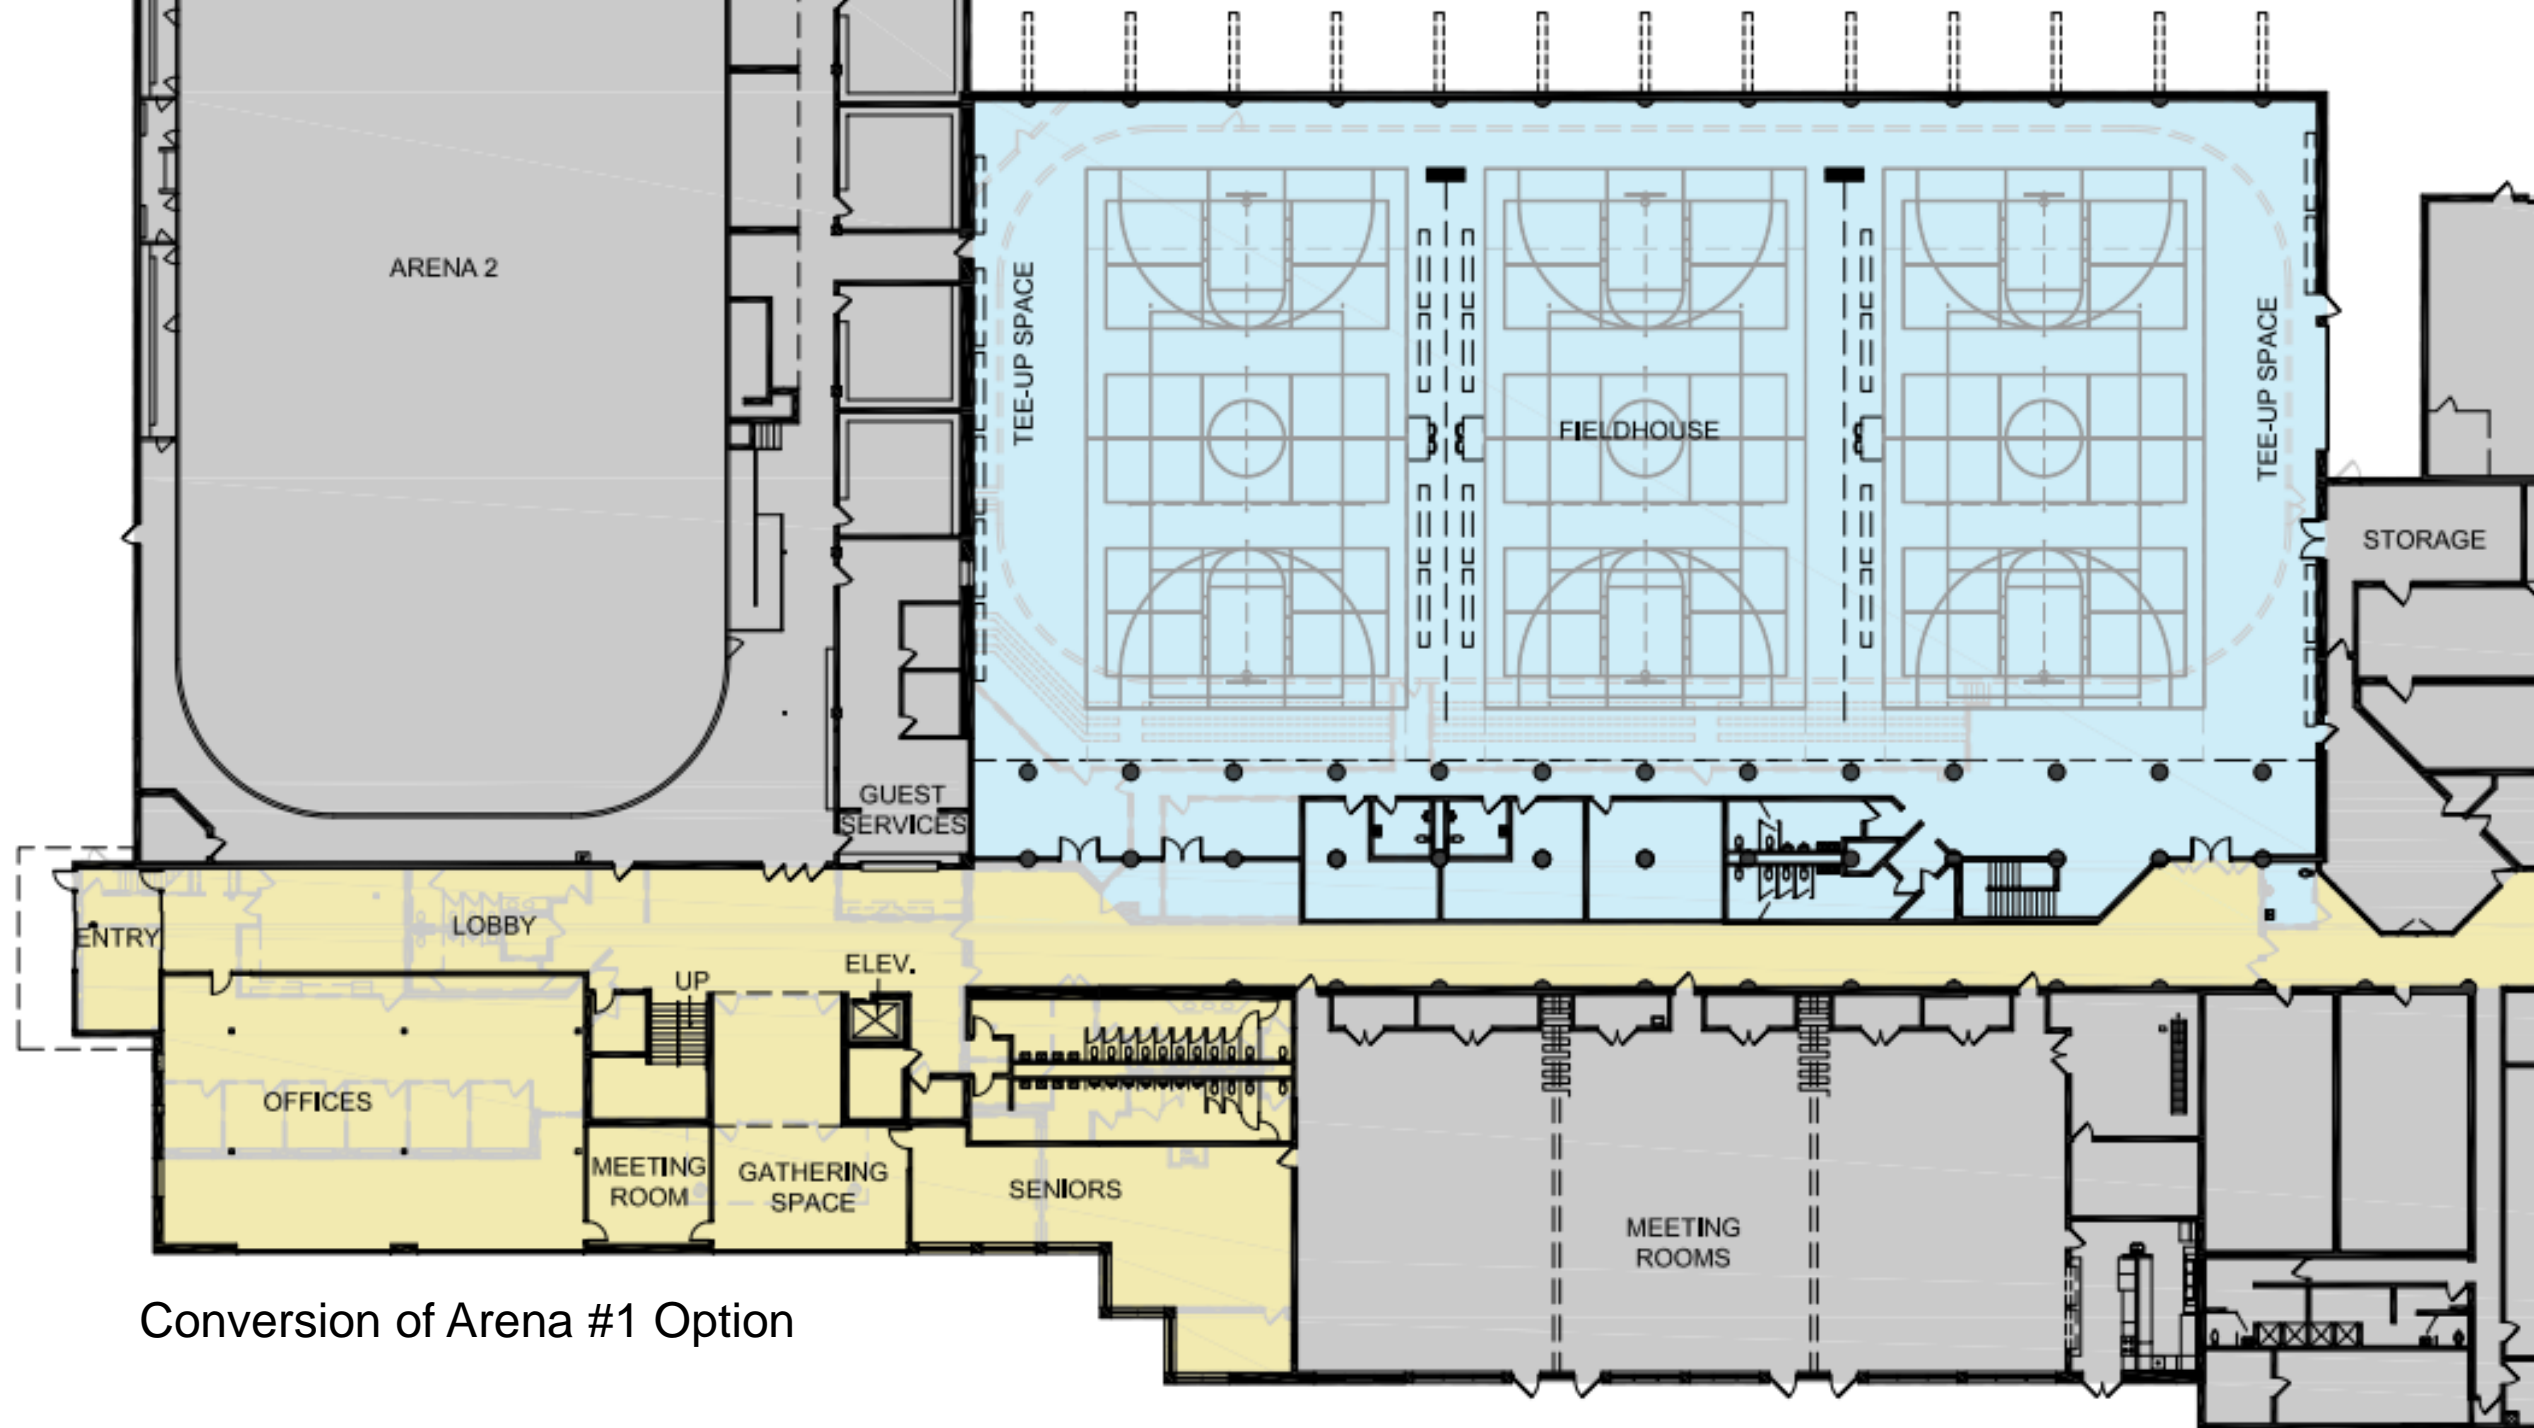 ARENA 2
TEE-UP SPACE
FIELDHOUSE
TEE-UP SPACE
STORAGE
GUEST
SERVICES
LOBBY
ENTRY
UP
ELEV.
OFFICES
MEETING
ROOM
GATHERING
SPACE
SENIORS
MEETING
ROOMS
Conversion of Arena #1 Option